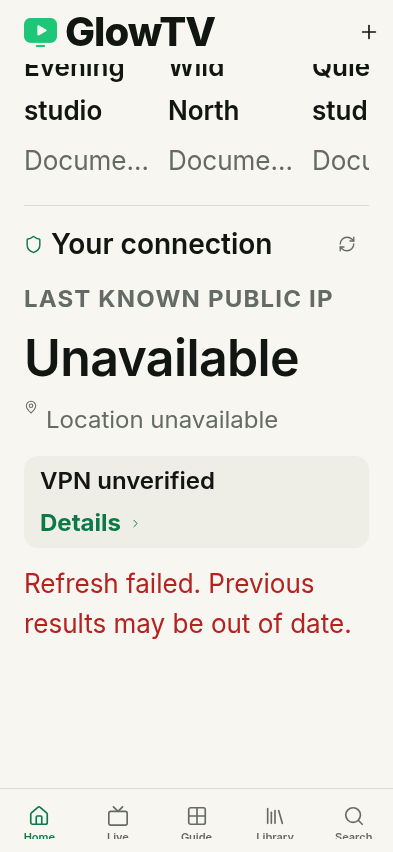 GlowTV
Evening Wild Quie
studio North stud
Docume... Docume... Docu
Your connection
LAST KNOWN PUBLIC IP
Unavailable
Location unavailable
VPN unverified
Details
Refresh failed. Previous
results may be out of date.
Home Live Guide Library Search